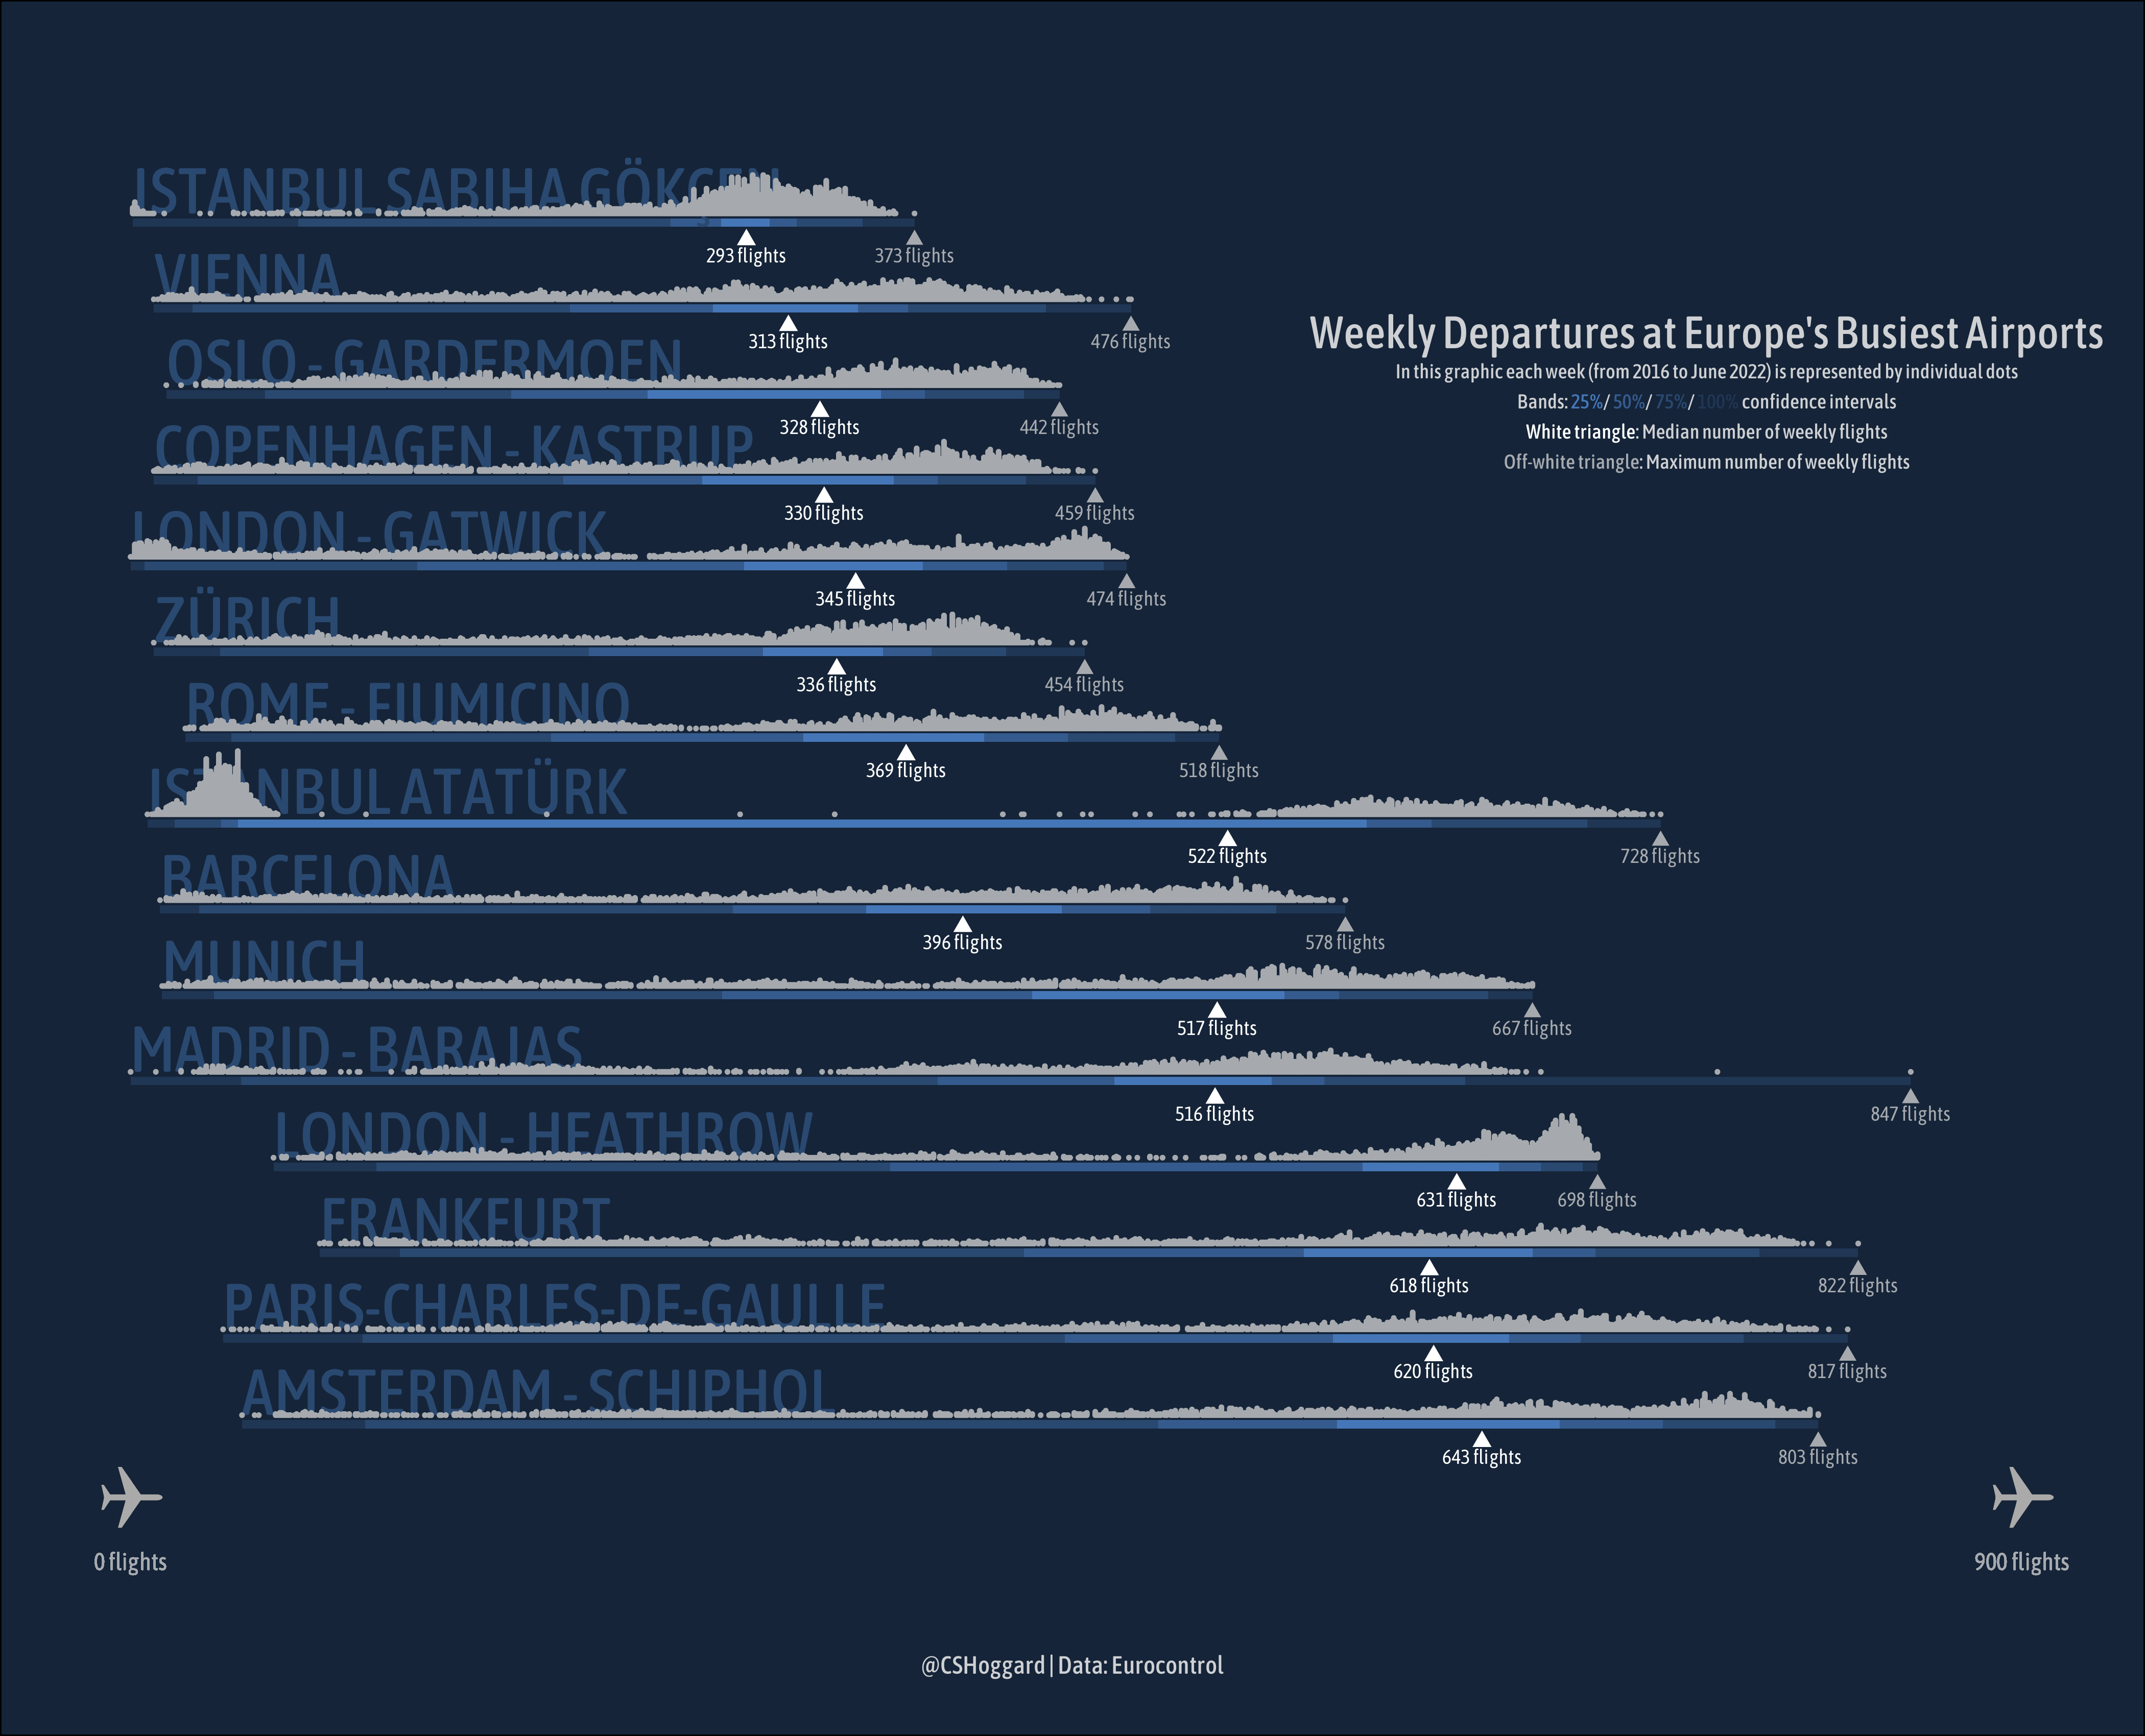 ISTANBUL SABIHA GÖKÇEN
293 flights 373 flights
VIENNA
313 flights 476 flights
Weekly Departures at Europe's Busiest Airports
In this graphic each week (from 2016 to June 2022) is represented by individual dots
Bands: 25%/ 50%/ 75%/ 100% confidence intervals
White triangle: Median number of weekly flights
Off-white triangle: Maximum number of weekly flights
OSLO - GARDERMOEN
328 flights 442 flights
COPENHAGEN - KASTRUP
330 flights 459 flights
LONDON - GATWICK
345 flights 474 flights
ZÜRICH
336 flights 454 flights
ROME - FIUMICINO
369 flights 518 flights
ISTANBUL ATATÜRK
522 flights 728 flights
BARCELONA
396 flights 578 flights
MUNICH
517 flights 667 flights
MADRID - BARAJAS
516 flights 847 flights
LONDON - HEATHROW
631 flights 698 flights
FRANKFURT
618 flights 822 flights
PARIS-CHARLES-DE-GAULLE
620 flights 817 flights
AMSTERDAM - SCHIPHOL
643 flights 803 flights
0 flights 900 flights
@CSHoggard | Data: Eurocontrol